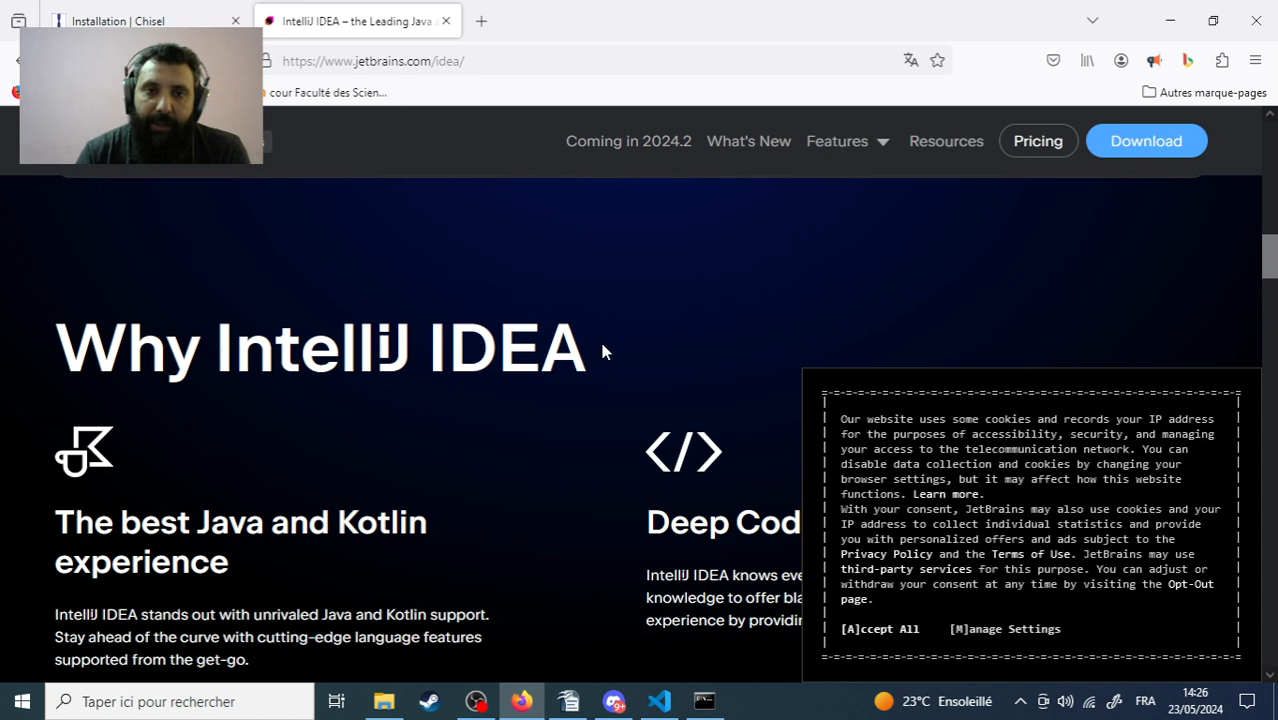 Installation | Chisel
IntelliJ IDEA – the Leading Java
https://www.jetbrains.com/idea/
cour Faculté des Scien...
Autres marque-pages
Coming in 2024.2
What's New
Features
Resources
Pricing
Download
Why IntelliJ IDEA
The best Java and Kotlin
experience
IntelliJ IDEA stands out with unrivaled Java and Kotlin support.
Stay ahead of the curve with cutting-edge language features
supported from the get-go.
Deep Cod
IntelliJ IDEA knows eve
knowledge to offer bla
experience by providin
Our website uses some cookies and records your IP address
for the purposes of accessibility, security, and managing
your access to the telecommunication network. You can
disable data collection and cookies by changing your
browser settings, but it may affect how this website
functions. Learn more.
With your consent, JetBrains may also use cookies and your
IP address to collect individual statistics and provide
you with personalized offers and ads subject to the
Privacy Policy and the Terms of Use. JetBrains may use
third-party services for this purpose. You can adjust or
withdraw your consent at any time by visiting the Opt-Out
page.
[A]ccept All [M]anage Settings
Taper ici pour rechercher
9+
23°C Ensoleillé
FRA
14:26
23/05/2024